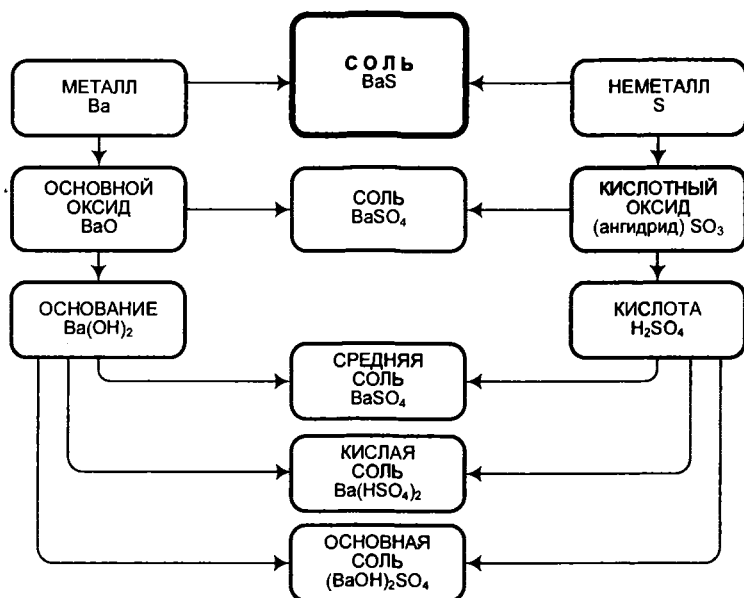 СОЛЬ
BaS
МЕТАЛЛ
Ba
НЕМЕТАЛЛ
S
ОСНОВНОЙ
ОКСИД
BaO
СОЛЬ
BaSO₄
КИСЛОТНЫЙ
ОКСИД
(ангидрид) SO₃
ОСНОВАНИЕ
Ba(OH)₂
КИСЛОТА
H₂SO₄
СРЕДНЯЯ
СОЛЬ
BaSO₄
КИСЛАЯ
СОЛЬ
Ba(HSO₄)₂
ОСНОВНАЯ
СОЛЬ
(BaOH)₂SO₄